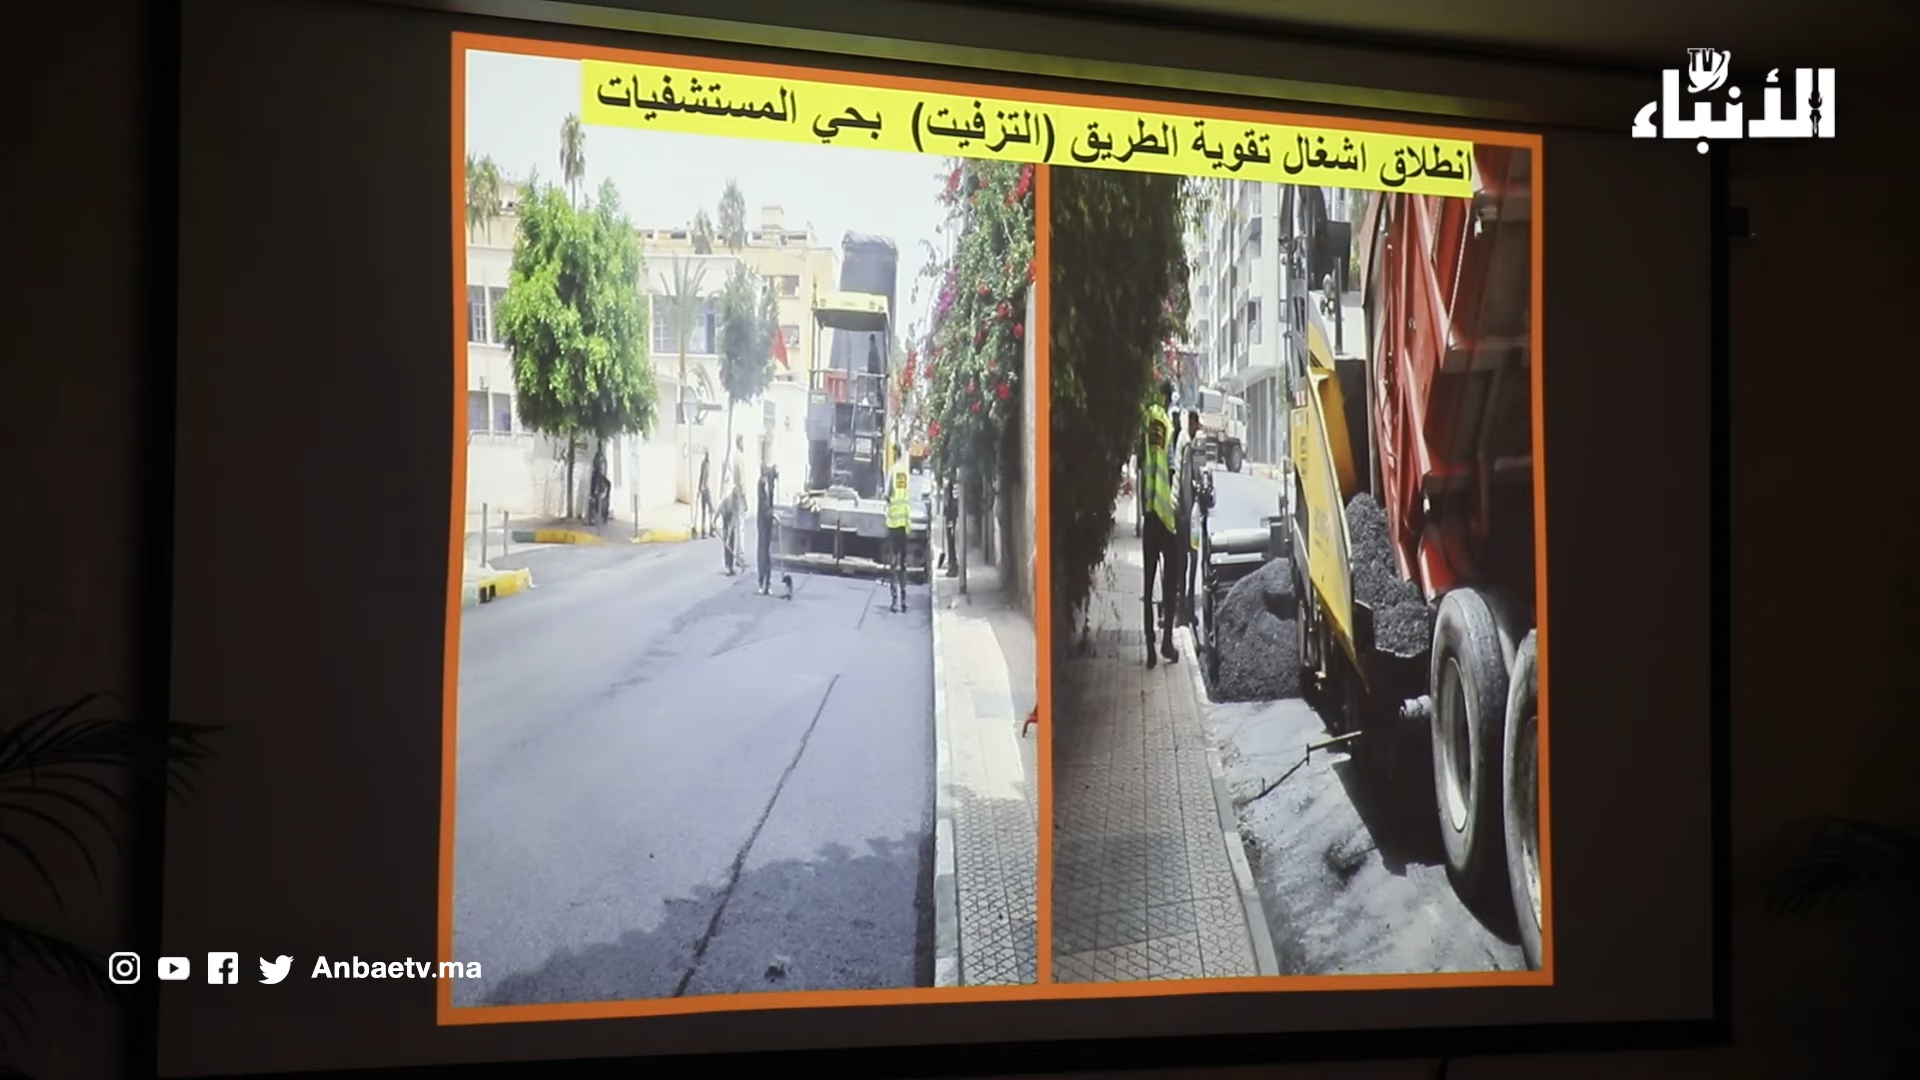 انطلاق اشغال تقوية الطريق (التزفيت) بحي المستشفيات
TV
الأنباء
Anbaetv.ma